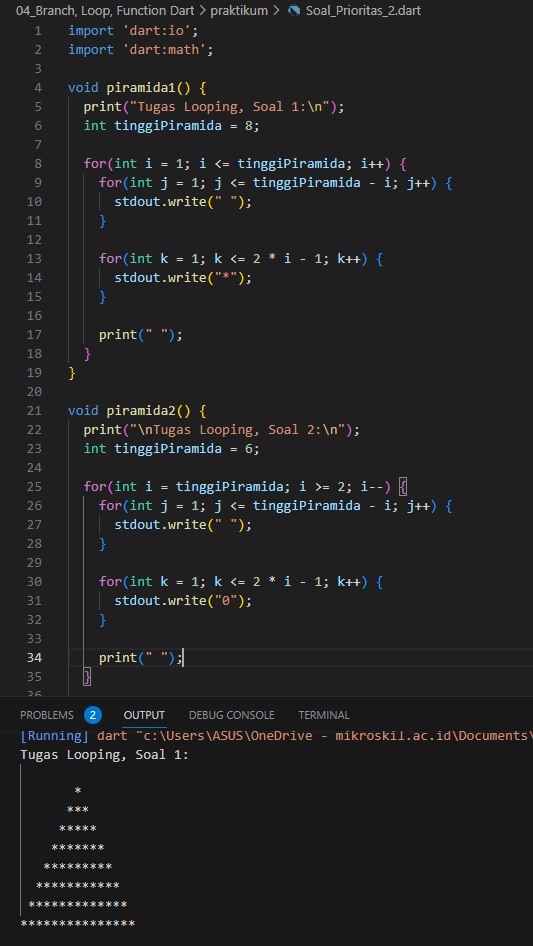 04_Branch, Loop, Function Dart > praktikum > Soal_Prioritas_2.dart
1 import 'dart:io';
2 import 'dart:math';
3
4 void piramida1() {
5 print("Tugas Looping, Soal 1:\n");
6 int tinggiPiramida = 8;
7
8 for(int i = 1; i <= tinggiPiramida; i++) {
9 for(int j = 1; j <= tinggiPiramida - i; j++) {
10 stdout.write(" ");
11 }
12
13 for(int k = 1; k <= 2 * i - 1; k++) {
14 stdout.write("*");
15 }
16
17 print(" ");
18 }
19 }
20
21 void piramida2() {
22 print("\nTugas Looping, Soal 2:\n");
23 int tinggiPiramida = 6;
24
25 for(int i = tinggiPiramida; i >= 2; i--) {
26 for(int j = 1; j <= tinggiPiramida - i; j++) {
27 stdout.write(" ");
28 }
29
30 for(int k = 1; k <= 2 * i - 1; k++) {
31 stdout.write("0");
32 }
33
34 print(" ");
35 }
36
PROBLEMS 2 OUTPUT DEBUG CONSOLE TERMINAL
[Running] dart "c:\Users\ASUS\OneDrive - mikroskil.ac.id\Documents\
Tugas Looping, Soal 1:
       *
      ***
     *****
    *******
   *********
  ***********
 *************
***************